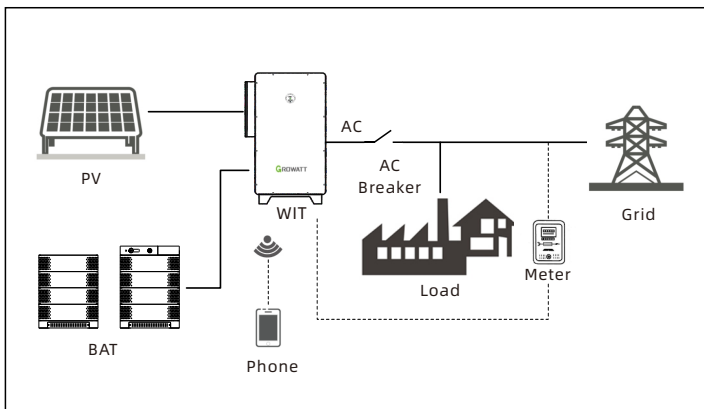 PV
GROWATT
WIT
AC
AC
Breaker
Load
Meter
Grid
BAT
Phone